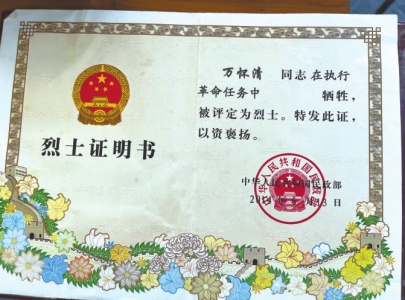 万怀清 同志在执行
革命任务中 牺牲，
被评定为烈士。特发此证，
以资褒扬。
烈士证明书
中华人民共和国民政部